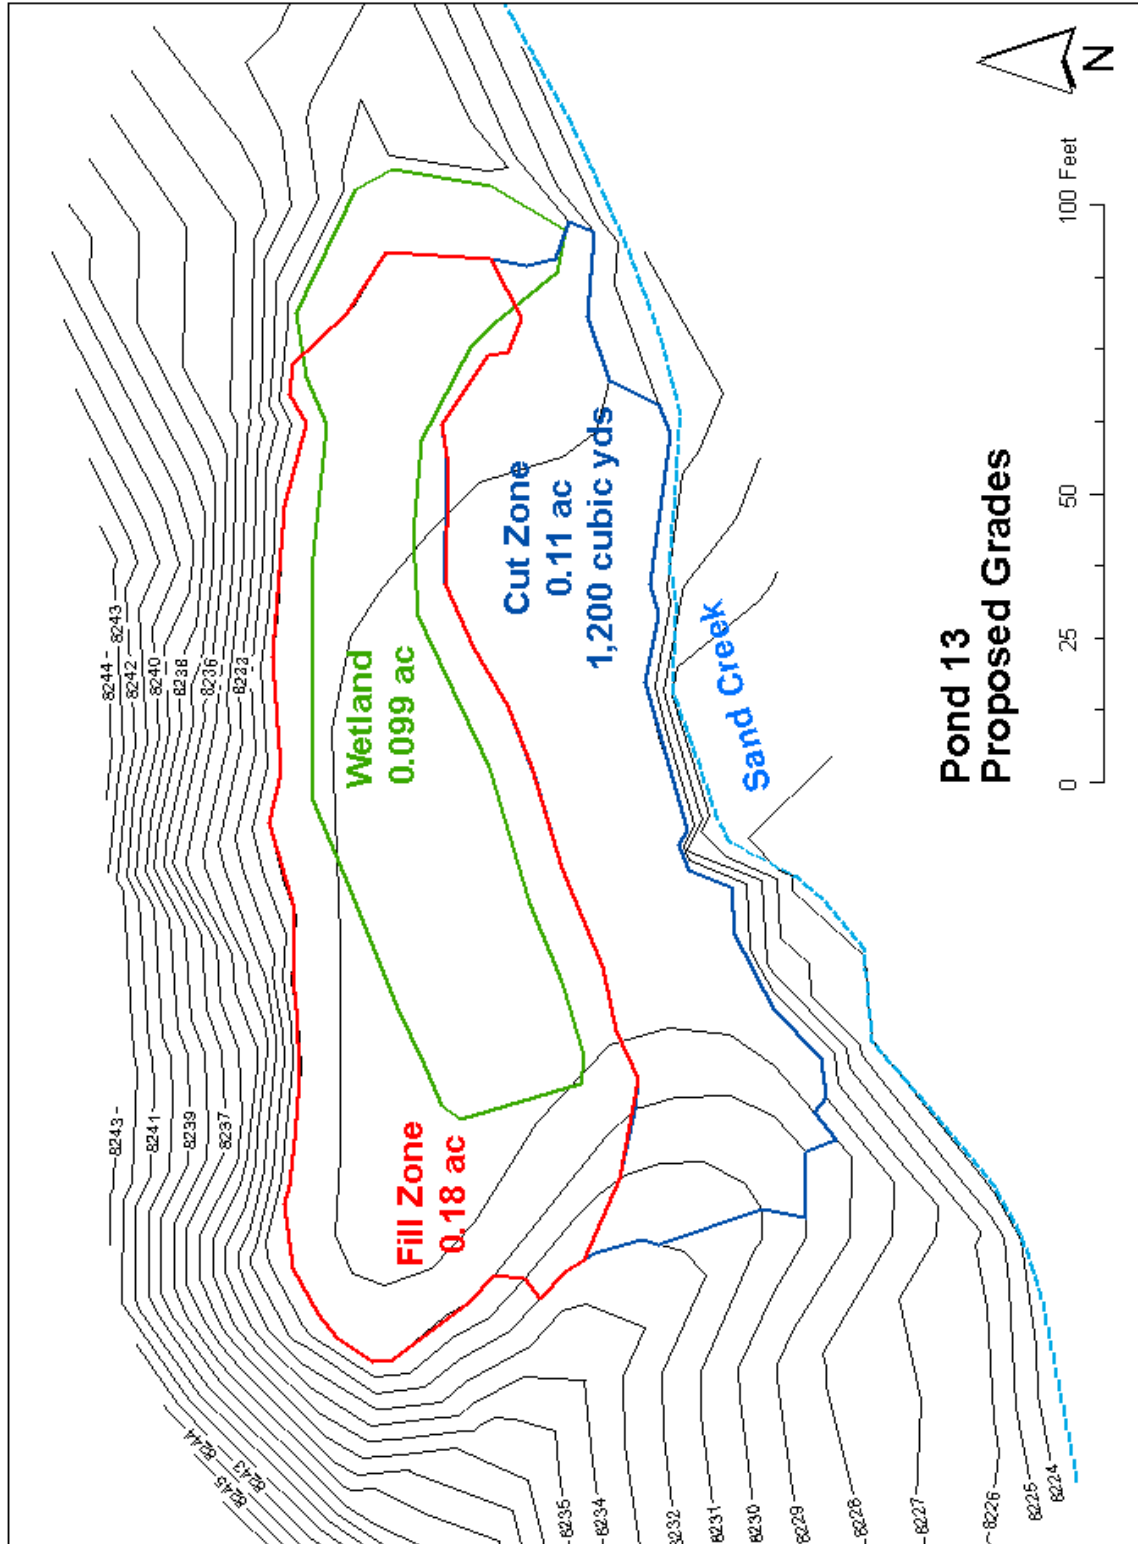 Wetland
0.099 ac
Fill Zone
0.18 ac
Cut Zone
0.11 ac
1,200 cubic yds
Sand Creek
Pond 13
Proposed Grades
0
25
50
100 Feet
N
8244
8243
8242
8240
8238
8236
8233
8243
8241
8239
8237
8244
8243
8245
8235
8234
8232
8231
8230
8229
8228
8227
8226
8225
8224